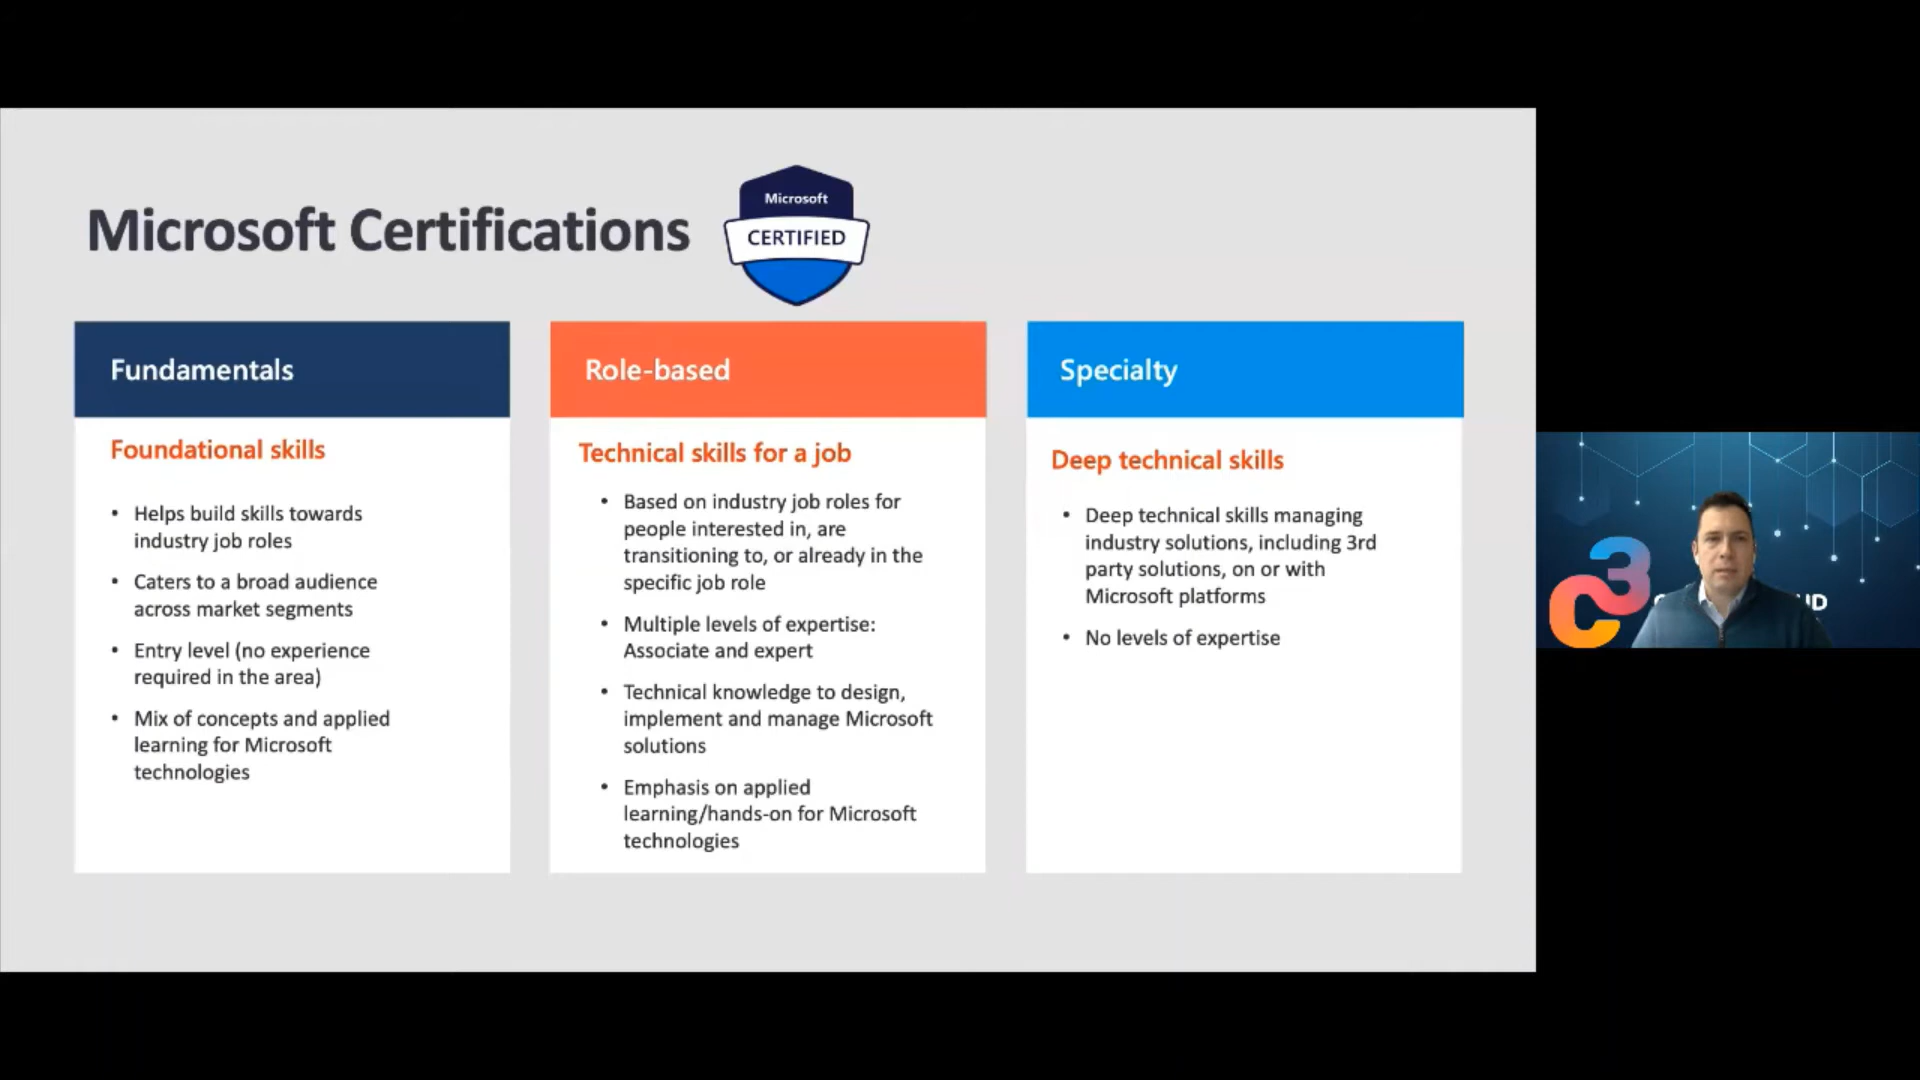 Microsoft Certifications
Microsoft
CERTIFIED
Fundamentals
Foundational skills
• Helps build skills towards
industry job roles
• Caters to a broad audience
across market segments
• Entry level (no experience
required in the area)
• Mix of concepts and applied
learning for Microsoft
technologies
Role-based
Technical skills for a job
• Based on industry job roles for
people interested in, are
transitioning to, or already in the
specific job role
• Multiple levels of expertise:
Associate and expert
• Technical knowledge to design,
implement and manage Microsoft
solutions
• Emphasis on applied
learning/hands-on for Microsoft
technologies
Specialty
Deep technical skills
• Deep technical skills managing
industry solutions, including 3rd
party solutions, on or with
Microsoft platforms
• No levels of expertise